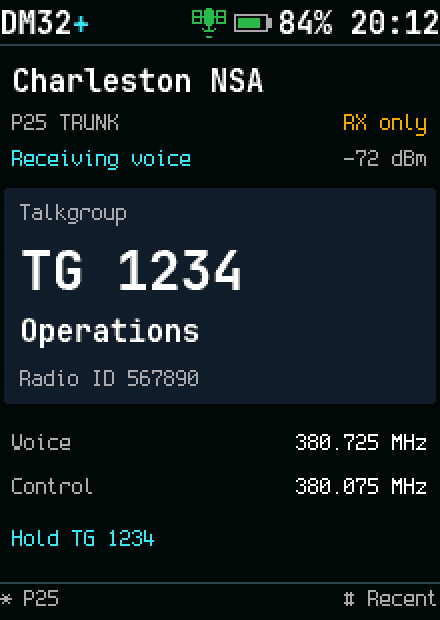 DM32+ 84% 20:12
Charleston NSA
P25 TRUNK RX only
Receiving voice -72 dBm
Talkgroup
TG 1234
Operations
Radio ID 567890
Voice 380.725 MHz
Control 380.075 MHz
Hold TG 1234
* P25 # Recent